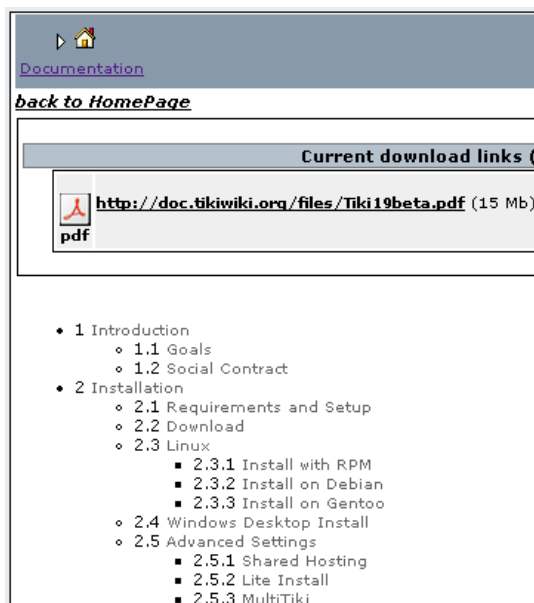 Documentation
back to HomePage
Current download links (
http://doc.tikiwiki.org/files/Tiki19beta.pdf (15 Mb)
pdf
1 Introduction
1.1 Goals
1.2 Social Contract
2 Installation
2.1 Requirements and Setup
2.2 Download
2.3 Linux
2.3.1 Install with RPM
2.3.2 Install on Debian
2.3.3 Install on Gentoo
2.4 Windows Desktop Install
2.5 Advanced Settings
2.5.1 Shared Hosting
2.5.2 Lite Install
2.5.3 MultiTiki